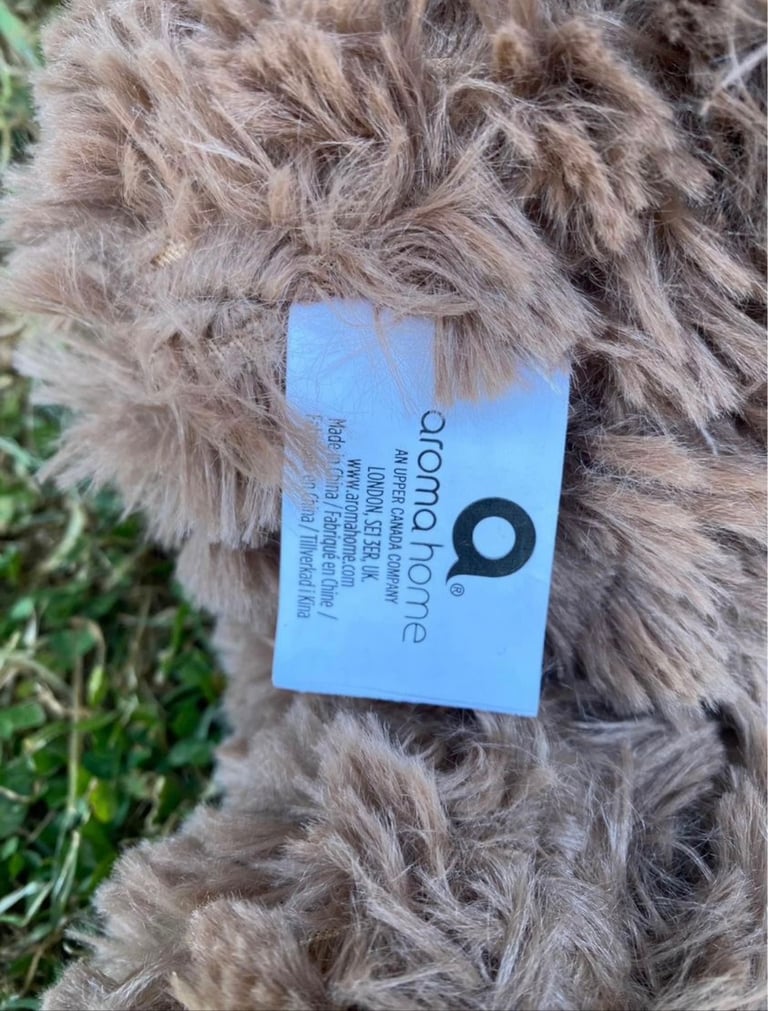 aroma home®
AN UPPER CANADA COMPANY
LONDON, SE1 3ER, UK.
www.aromahome.com
Made in China / Fabriqué en Chine /
en China / Tillverkad i Kina